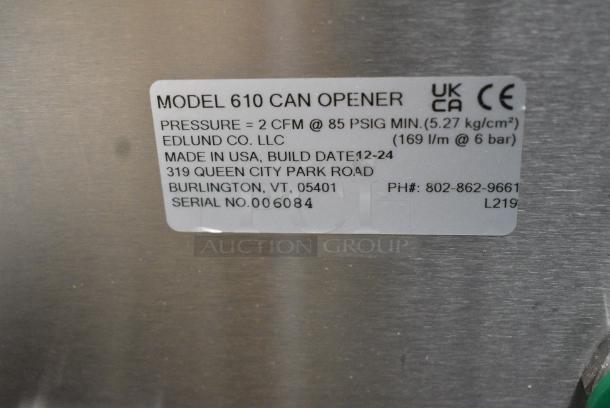 MODEL 610 CAN OPENER UK CA CE
PRESSURE = 2 CFM @ 85 PSIG MIN.(5.27 kg/cm²)
EDLUND CO. LLC (169 l/m @ 6 bar)
MADE IN USA, BUILD DATE:12-24
319 QUEEN CITY PARK ROAD
BURLINGTON, VT, 05401 PH#: 802-862-9661
SERIAL NO.006084 L219
AUCTION GROUP